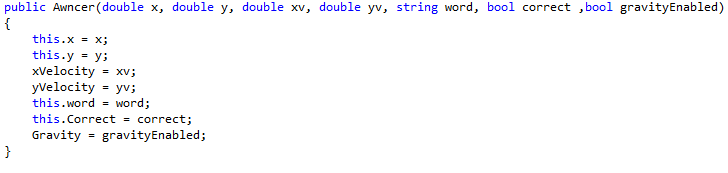 public Awncer(double x, double y, double xv, double yv, string word, bool correct ,bool gravityEnabled)
{
this.x = x;
this.y = y;
xVelocity = xv;
yVelocity = yv;
this.word = word;
this.Correct = correct;
Gravity = gravityEnabled;
}